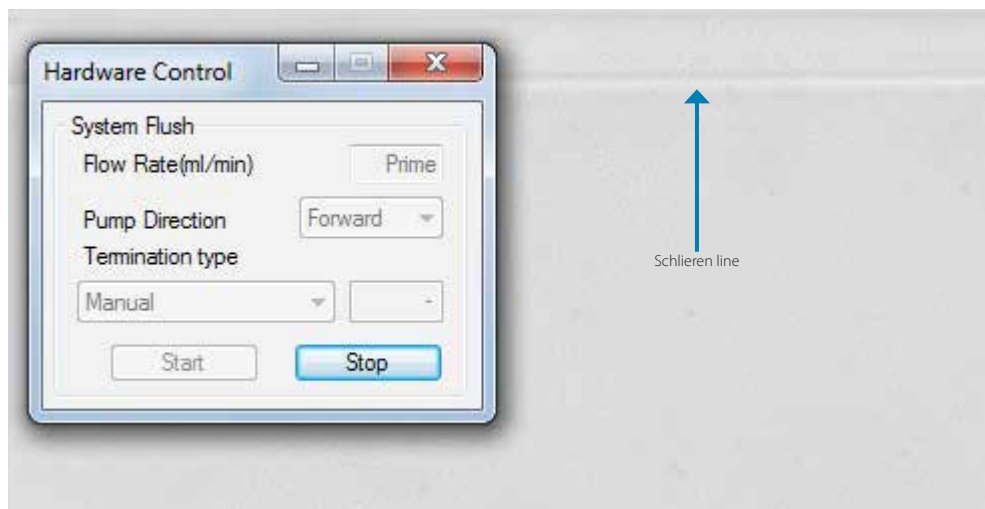 Hardware Control
System Flush
Flow Rate(ml/min) Prime
Pump Direction Forward
Termination type
Manual -
Start Stop
Schlieren line